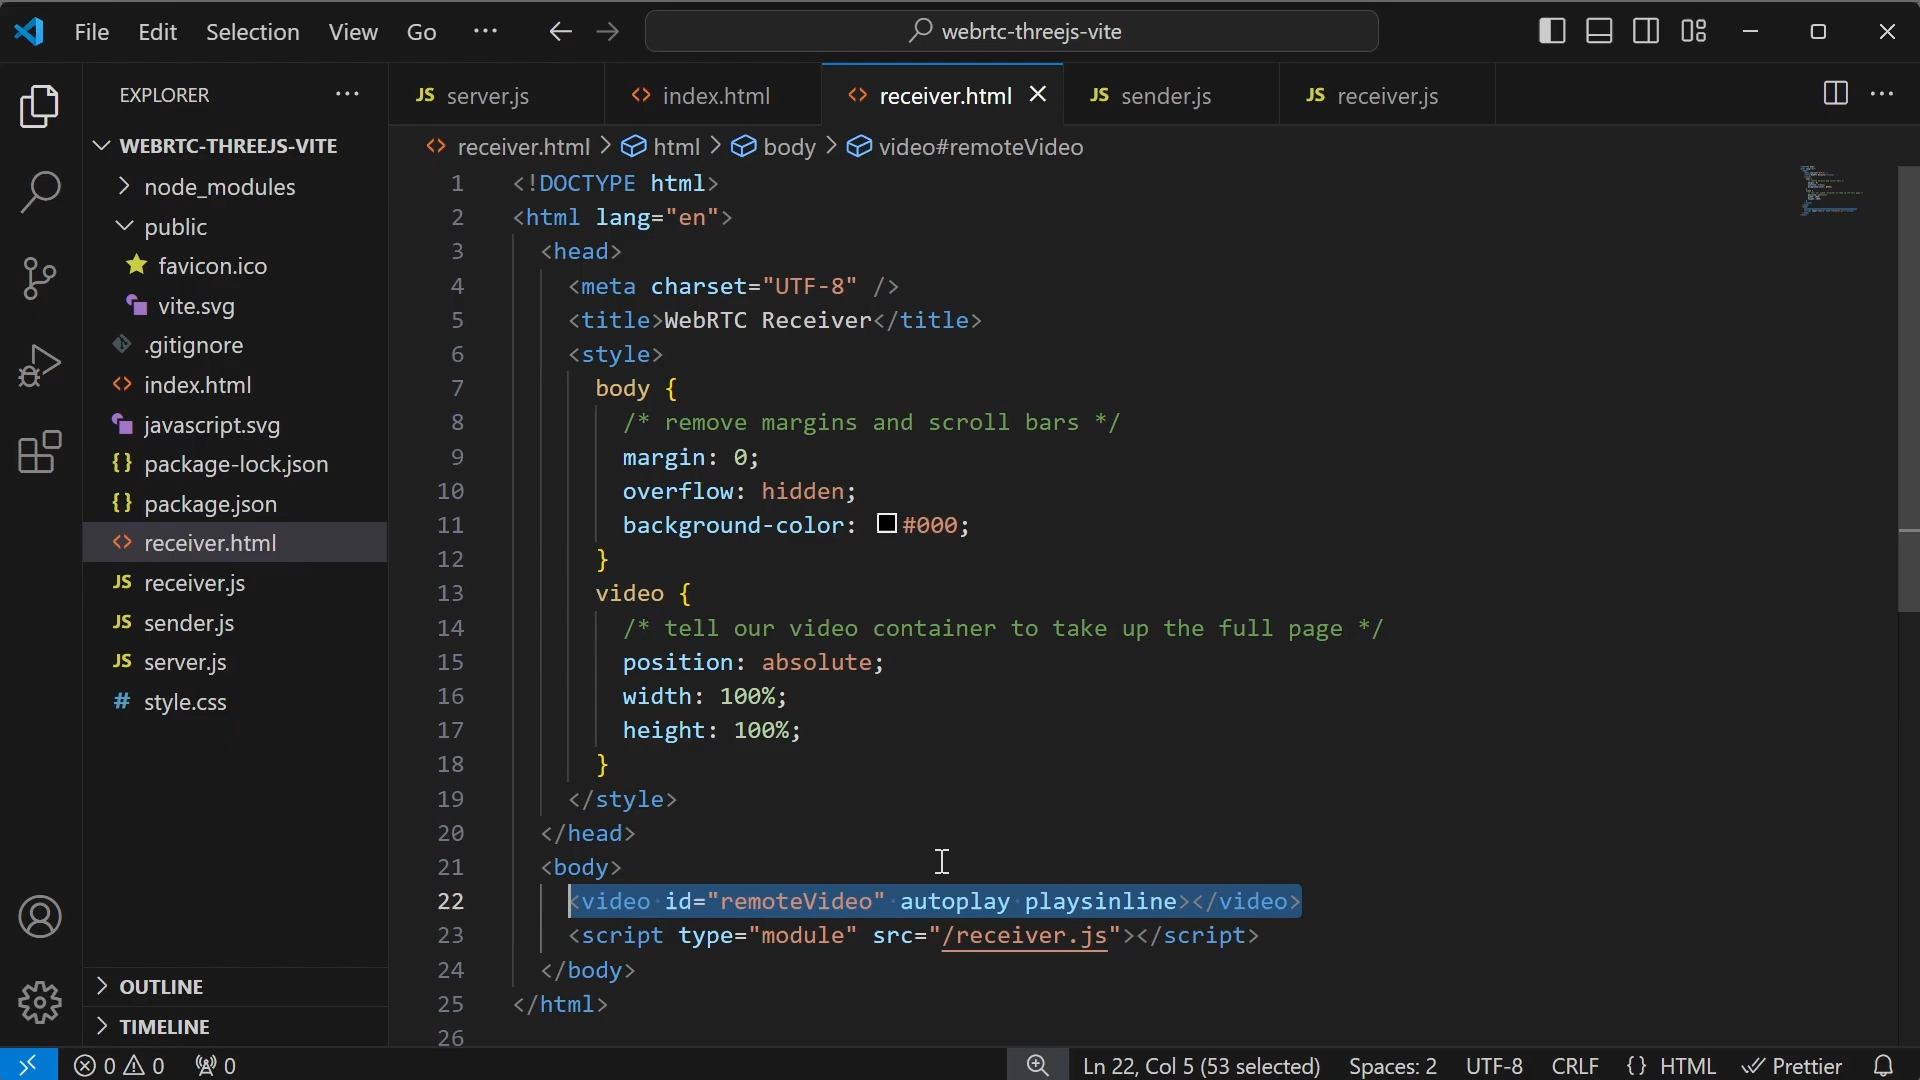 File Edit Selection View Go ··· webrtc-threejs-vite
EXPLORER ···
WEBRTC-THREEJS-VITE
node_modules
public
favicon.ico
vite.svg
.gitignore
index.html
javascript.svg
package-lock.json
package.json
receiver.html
JS receiver.js
JS sender.js
JS server.js
# style.css
OUTLINE
TIMELINE
JS server.js <> index.html <> receiver.html JS sender.js JS receiver.js
<> receiver.html > html > body > video#remoteVideo
1 <!DOCTYPE html>
2 <html lang="en">
3 <head>
4 <meta charset="UTF-8" />
5 <title>WebRTC Receiver</title>
6 <style>
7 body {
8 /* remove margins and scroll bars */
9 margin: 0;
10 overflow: hidden;
11 background-color: #000;
12 }
13 video {
14 /* tell our video container to take up the full page */
15 position: absolute;
16 width: 100%;
17 height: 100%;
18 }
19 </style>
20 </head>
21 <body>
22 <video id="remoteVideo" autoplay playsinline></video>
23 <script type="module" src="/receiver.js"></script>
24 </body>
25 </html>
26
0 0 0 Ln 22, Col 5 (53 selected) Spaces: 2 UTF-8 CRLF {} HTML Prettier